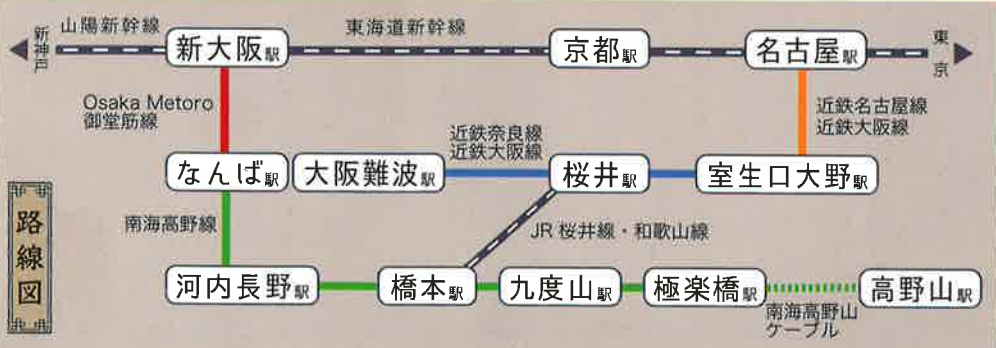 山陽新幹線
東海道新幹線
新神戸
新大阪駅
京都駅
名古屋駅
東京
Osaka Metoro
御堂筋線
近鉄名古屋線
近鉄大阪線
近鉄奈良線
近鉄大阪線
なんば駅
大阪難波駅
桜井駅
室生口大野駅
路線図
南海高野線
JR桜井線・和歌山線
河内長野駅
橋本駅
九度山駅
極楽橋駅
高野山駅
南海高野山
ケーブル